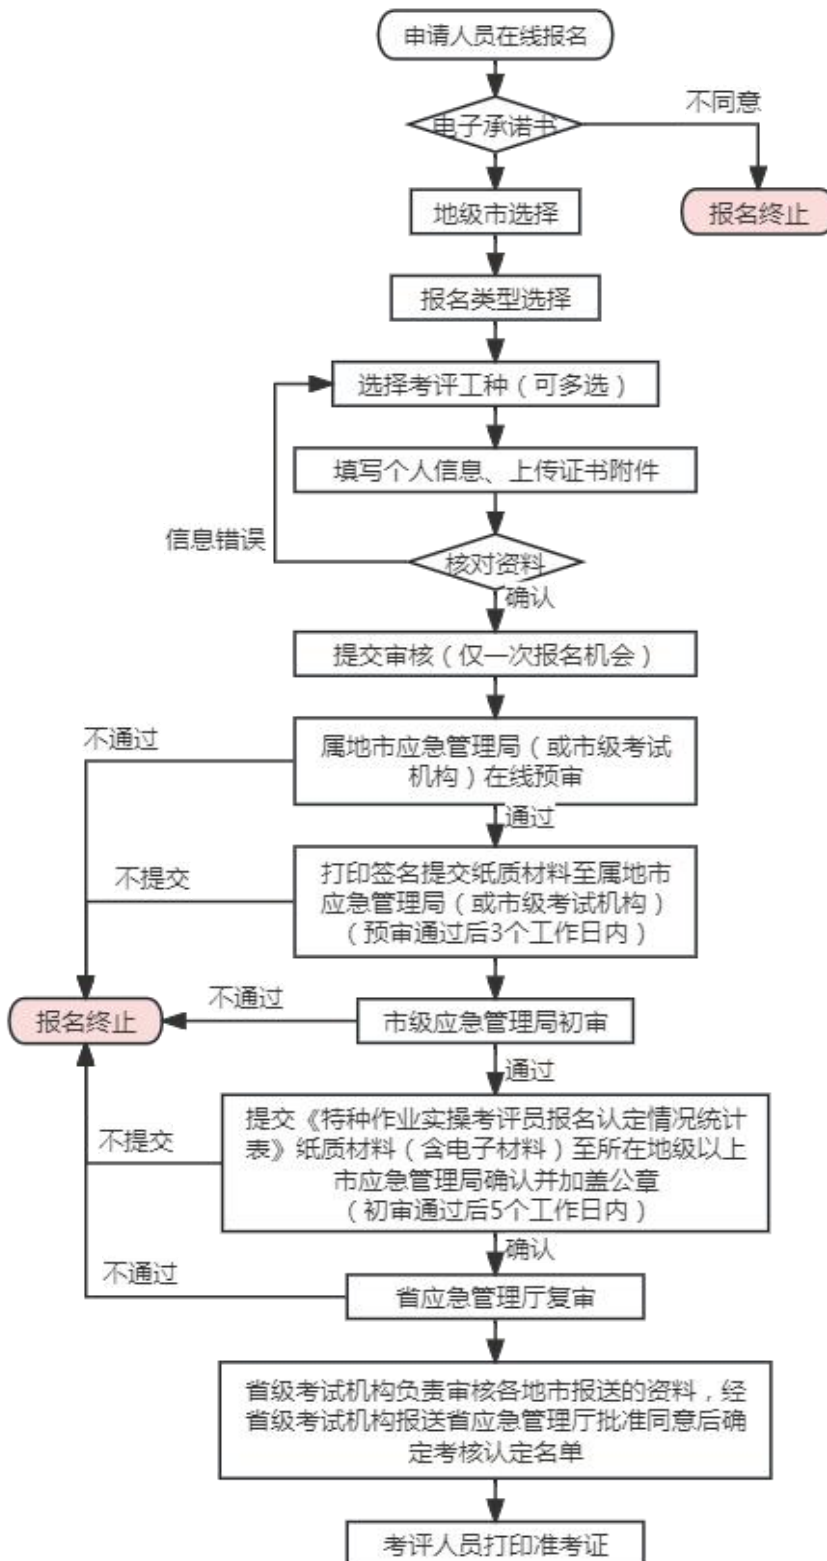 申请人员在线报名
电子承诺书
不同意
地级市选择
报名终止
报名类型选择
选择考评工种（可多选）
填写个人信息、上传证书附件
信息错误
核对资料
确认
提交审核（仅一次报名机会）
不通过
属地市应急管理局（或市级考试
机构）在线预审
通过
不提交
打印签名提交纸质材料至属地市
应急管理局（或市级考试机构）
（预审通过后3个工作日内）
不通过
报名终止
市级应急管理局初审
通过
不提交
提交《特种作业实操考评员报名认定情况统计
表》纸质材料（含电子材料）至所在地级以上
市应急管理局确认并加盖公章
（初审通过后5个工作日内）
确认
不通过
省应急管理厅复审
省级考试机构负责审核各地市报送的资料，经
省级考试机构报送省应急管理厅批准同意后确
定考核认定名单
考评人员打印准考证